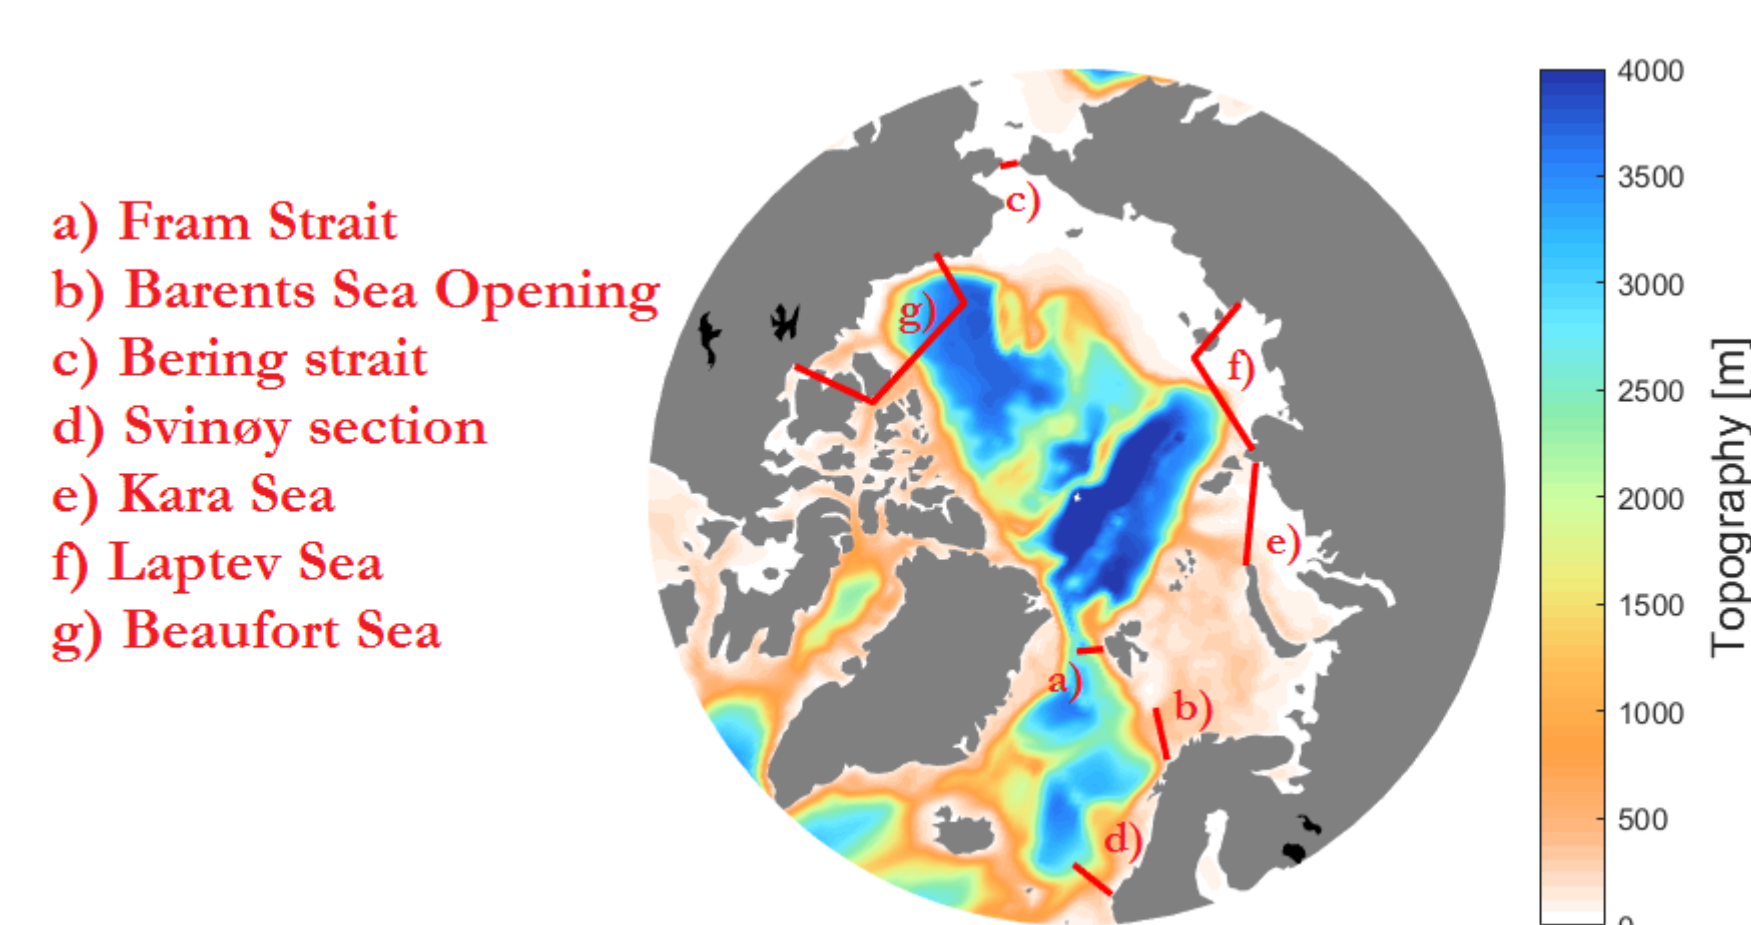 a) Fram Strait
b) Barents Sea Opening
c) Bering strait
d) Svinøy section
e) Kara Sea
f) Laptev Sea
g) Beaufort Sea
c)
g)
f)
e)
a)
b)
d)
4000
3500
3000
2500
2000
1500
1000
500
0
Topography [m]